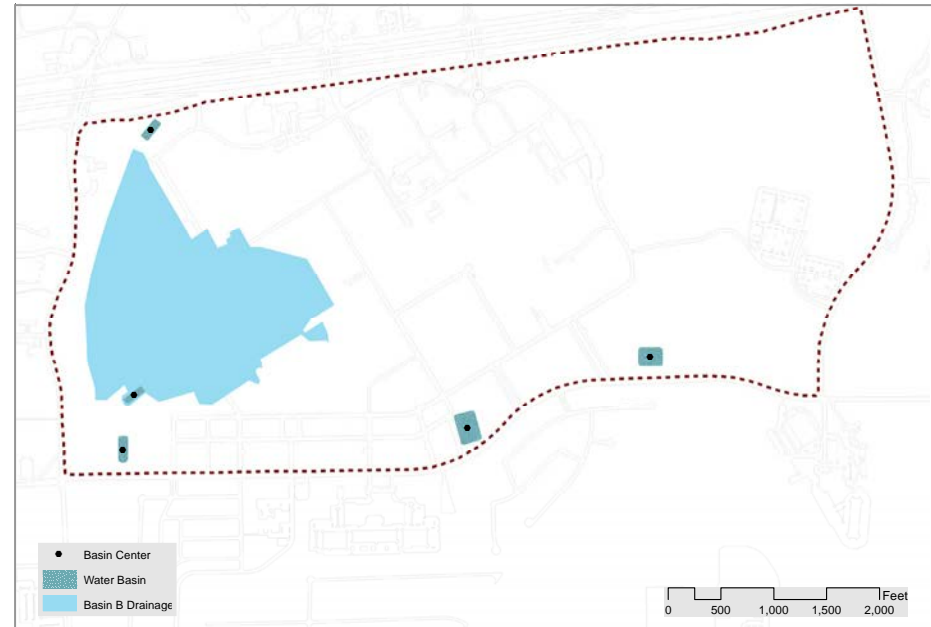 Basin Center
Water Basin
Basin B Drainage
Feet
0 500 1,000 1,500 2,000